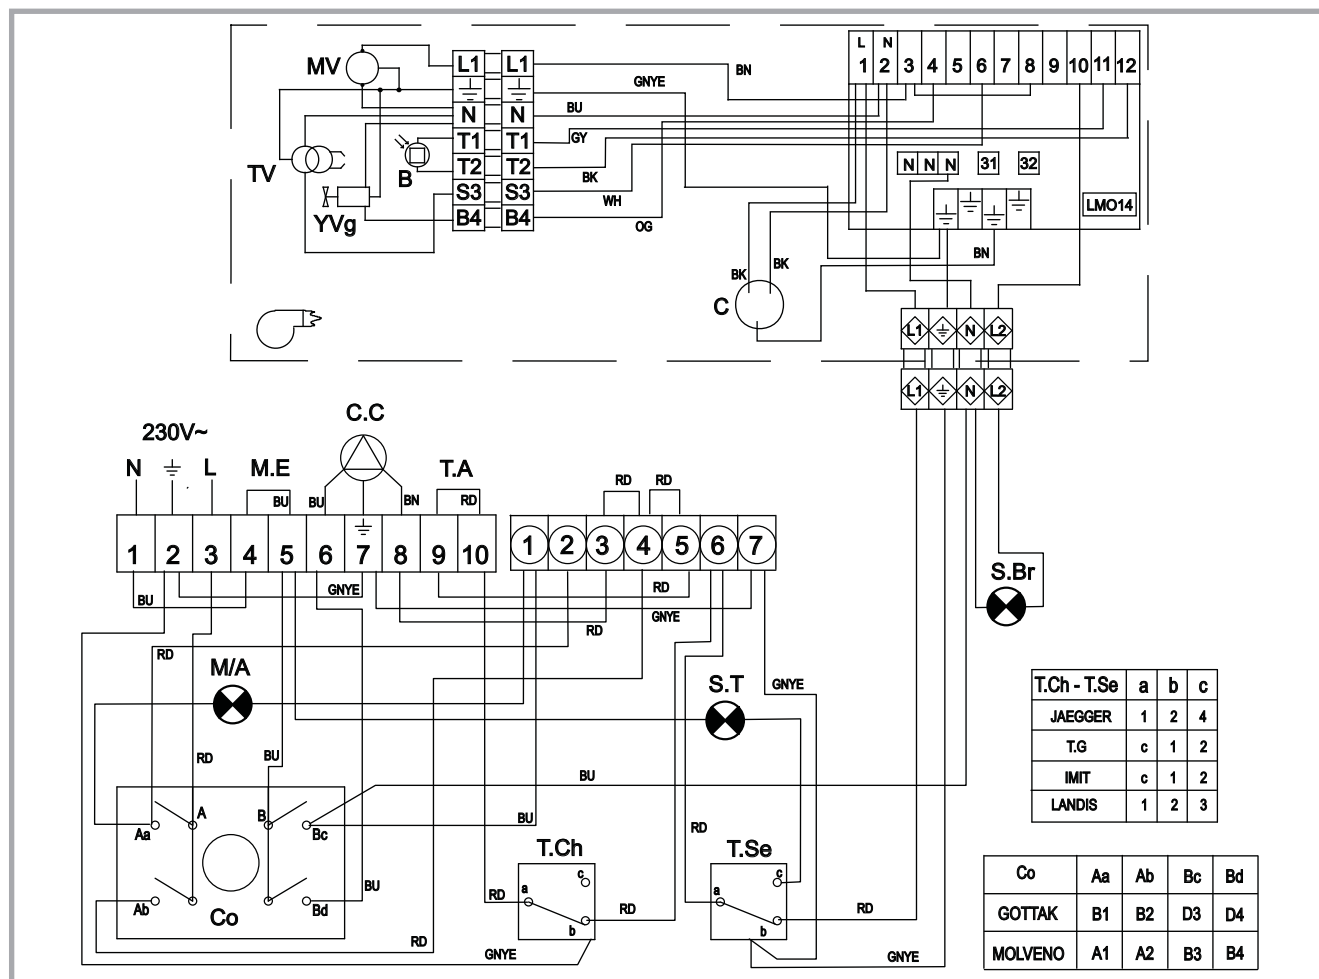 L N
1 2 3 4 5 6 7 8 9 10 11 12
MV
L1 L1
BN
GNYE
N N
BU
T1 T1
GY
T2 T2
BK
S3 S3
WH
B4 B4
OG
TV
B
YVg
N N N 31 32
LMO14
BN
BK BK
C
L1 N L2
L1 N L2
C.C
230V~
N L
M.E
BU
BU
BN
T.A
RD
RD RD
1 2 3 4 5 6 7 8 9 10
1 2 3 4 5 6 7
BU
GNYE
RD
GNYE
RD
RD
S.Br
M/A
S.T
GNYE
RD
BU
BU
BU
RD
A B
Aa Bc
Ab Bd
Co
BU
RD
T.Ch
a c
b
RD
RD
GNYE
T.Se
a c
b
RD
GNYE
T.Ch - T.Se a b c
JAEGGER 1 2 4
T.G c 1 2
IMIT c 1 2
LANDIS 1 2 3
Co Aa Ab Bc Bd
GOTTAK B1 B2 D3 D4
MOLVENO A1 A2 B3 B4